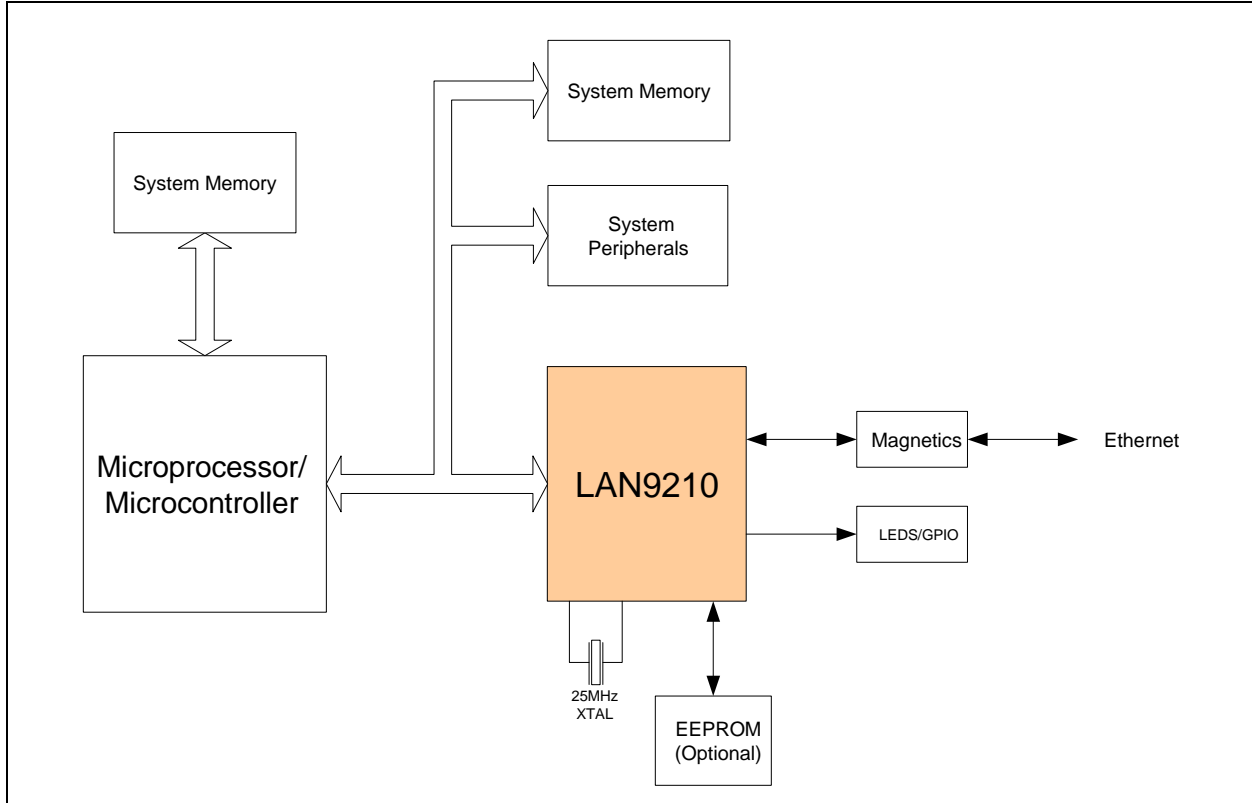 System Memory
System Memory
System
Peripherals
Microprocessor/
Microcontroller
LAN9210
Magnetics
Ethernet
LEDS/GPIO
25MHz
XTAL
EEPROM
(Optional)